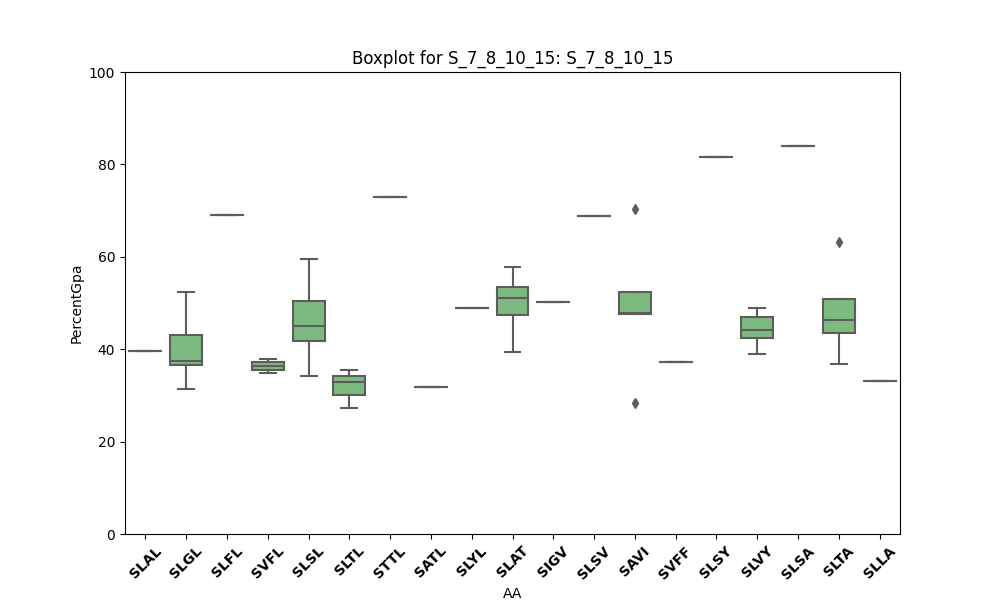 Boxplot for S_7_8_10_15: S_7_8_10_15
100
80
60
40
20
0
PercentGpa
SLAL SLGL SLFL SVFL SLSL SLTL STTL SATL SLYL SLAT SIGV SLSV SAVI SVFF SLSY SLVY SLSA SLTA SLLA
AA